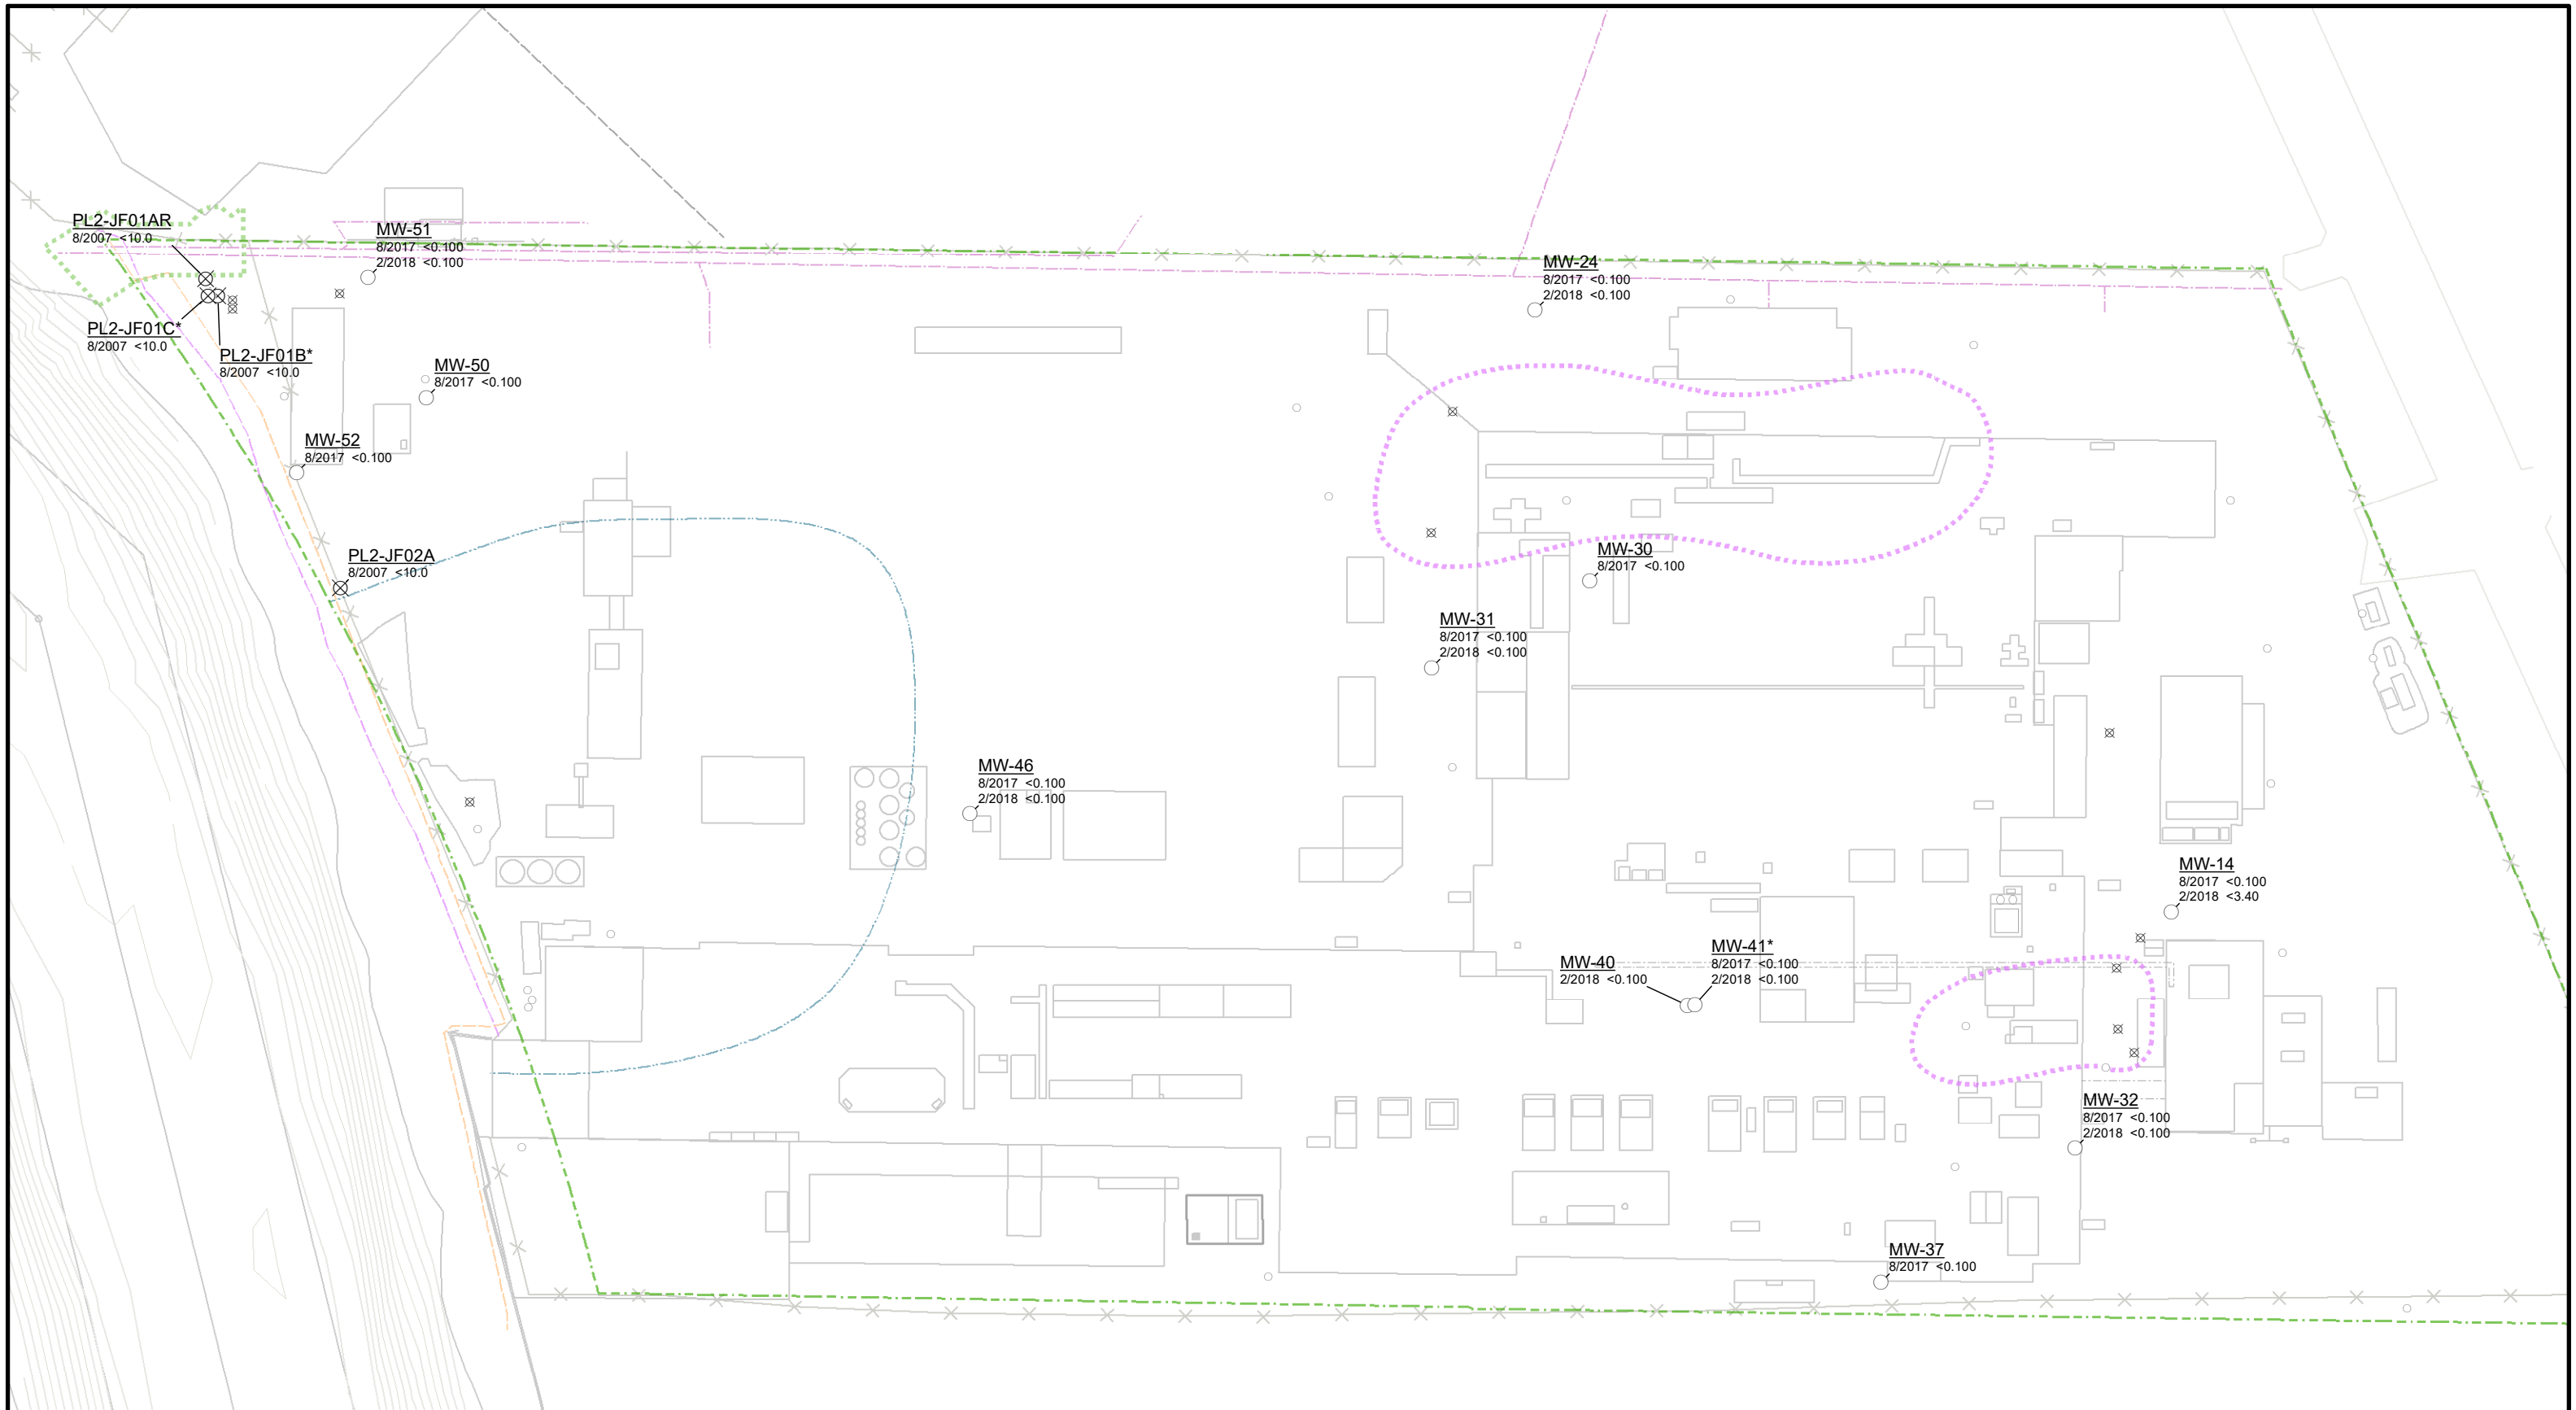 PL2-JF01AR
8/2007 <10.0
MW-51
8/2017 <0.100
2/2018 <0.100
MW-24
8/2017 <0.100
2/2018 <0.100
PL2-JF01C*
8/2007 <10.0
PL2-JF01B*
8/2007 <10.0
MW-50
8/2017 <0.100
MW-52
8/2017 <0.100
PL2-JF02A
8/2007 <10.0
MW-30
8/2017 <0.100
MW-31
8/2017 <0.100
2/2018 <0.100
MW-46
8/2017 <0.100
2/2018 <0.100
MW-14
8/2017 <0.100
2/2018 <3.40
MW-40
2/2018 <0.100
MW-41*
8/2017 <0.100
2/2018 <0.100
MW-32
8/2017 <0.100
2/2018 <0.100
MW-37
8/2017 <0.100